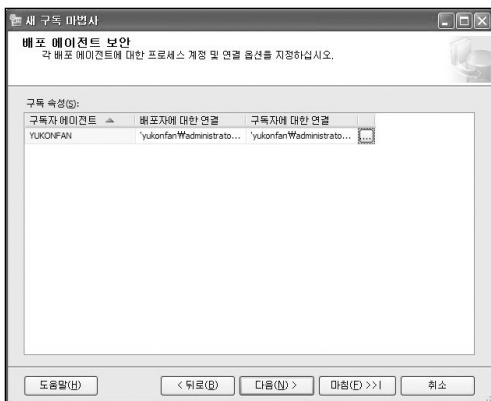 새 구독 마법사
배포 에이전트 보안
각 배포 에이전트에 대한 프로세스 계정 및 연결 옵션을 지정하십시오.
구독 속성(S):
구독자 에이전트 배포자에 대한 연결 구독자에 대한 연결
YUKONFAN 'yukonfan₩administrato... 'yukonfan₩administrato... ...
도움말(H) < 뒤로(B) 다음(N) > 마침(F) >>| 취소